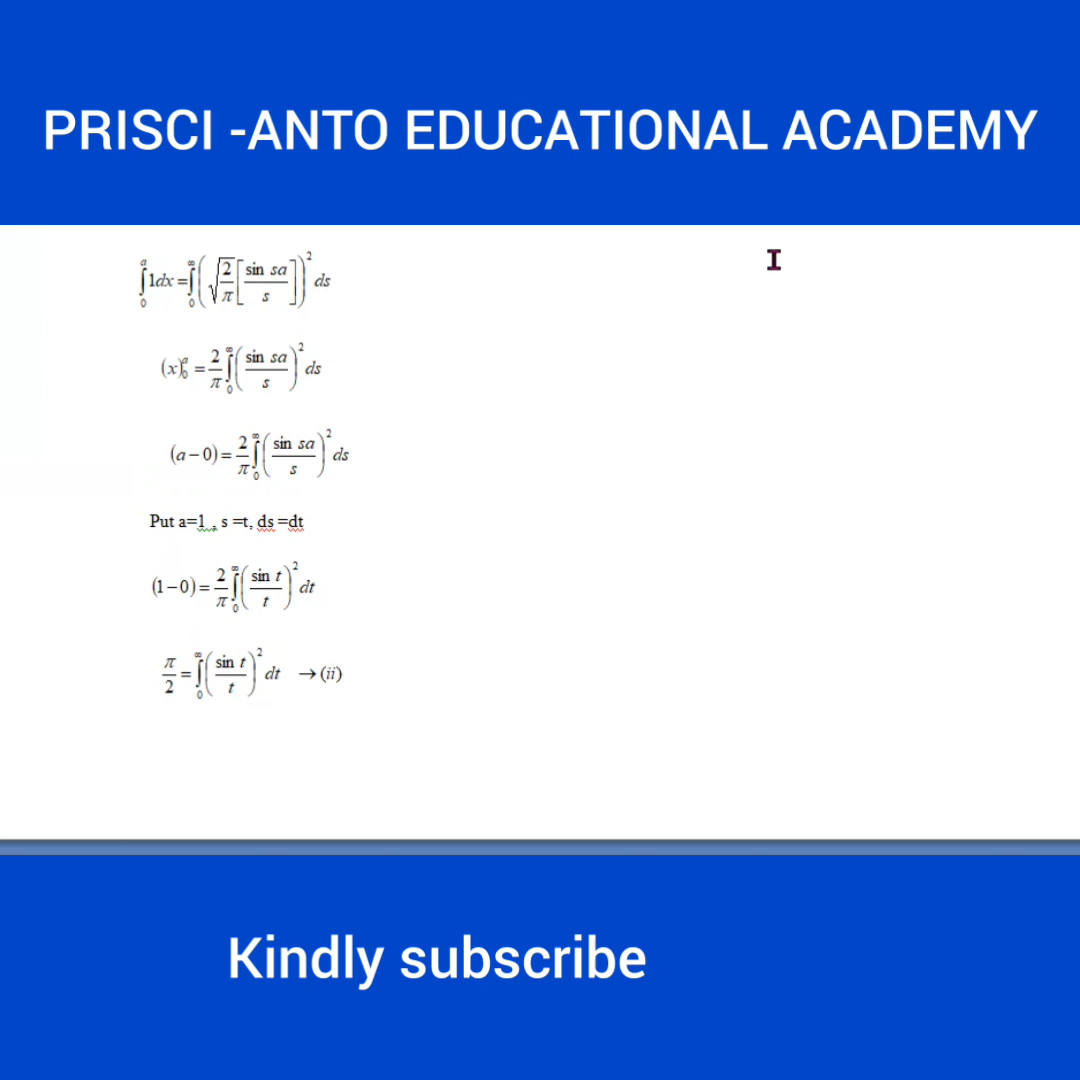 PRISCI -ANTO EDUCATIONAL ACADEMY
∫₀ᵃ 1dx = ∫₀^∞ ( √(2/π) [ sin sa / s ] )² ds
(x)₀ᵃ = 2/π ∫₀^∞ ( sin sa / s )² ds
(a−0) = 2/π ∫₀^∞ ( sin sa / s )² ds
Put a=1 , s =t, ds =dt
(1−0) = 2/π ∫₀^∞ ( sin t / t )² dt
π/2 = ∫₀^∞ ( sin t / t )² dt →(ii)
Kindly subscribe